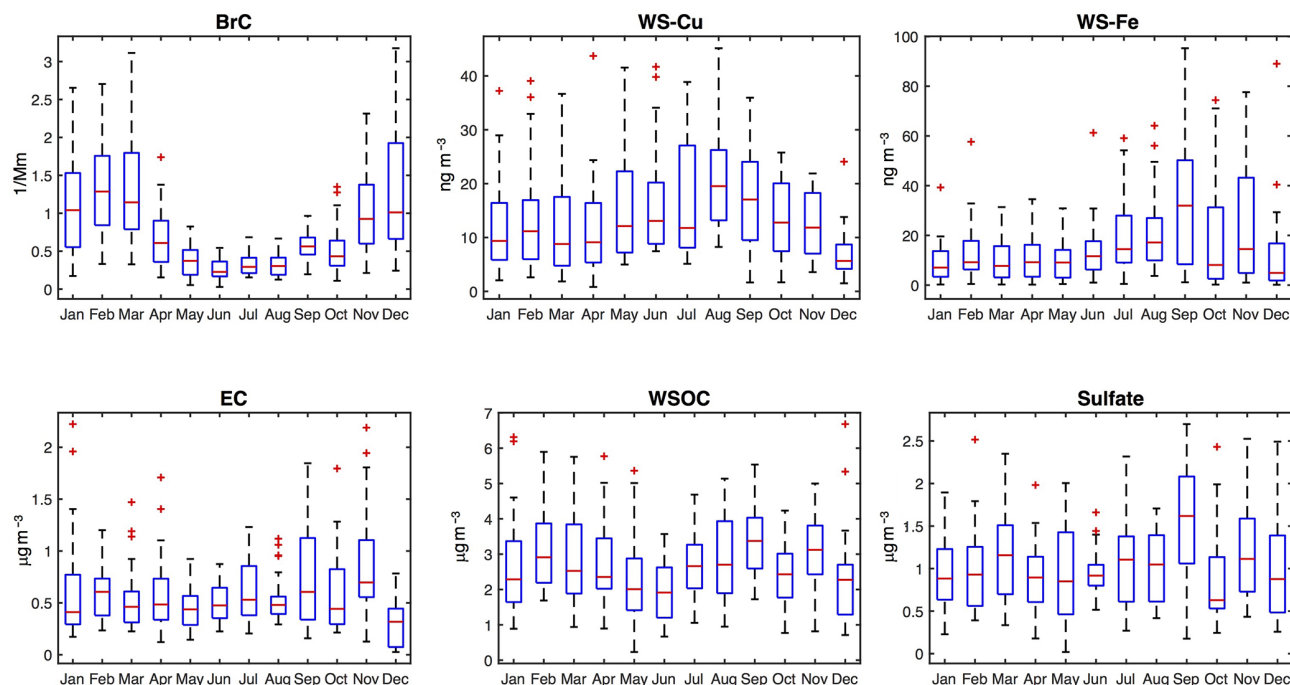 BrC
WS-Cu
WS-Fe
3
2.5
2
1.5
1
0.5
0
1/Mm
40
30
20
10
0
ng m−3
100
80
60
40
20
0
ng m−3
Jan Feb Mar Apr May Jun Jul Aug Sep Oct Nov Dec
Jan Feb Mar Apr May Jun Jul Aug Sep Oct Nov Dec
Jan Feb Mar Apr May Jun Jul Aug Sep Oct Nov Dec
EC
WSOC
Sulfate
2
1.5
1
0.5
0
μg m−3
7
6
5
4
3
2
1
0
μg m−3
2.5
2
1.5
1
0.5
0
μg m−3
Jan Feb Mar Apr May Jun Jul Aug Sep Oct Nov Dec
Jan Feb Mar Apr May Jun Jul Aug Sep Oct Nov Dec
Jan Feb Mar Apr May Jun Jul Aug Sep Oct Nov Dec